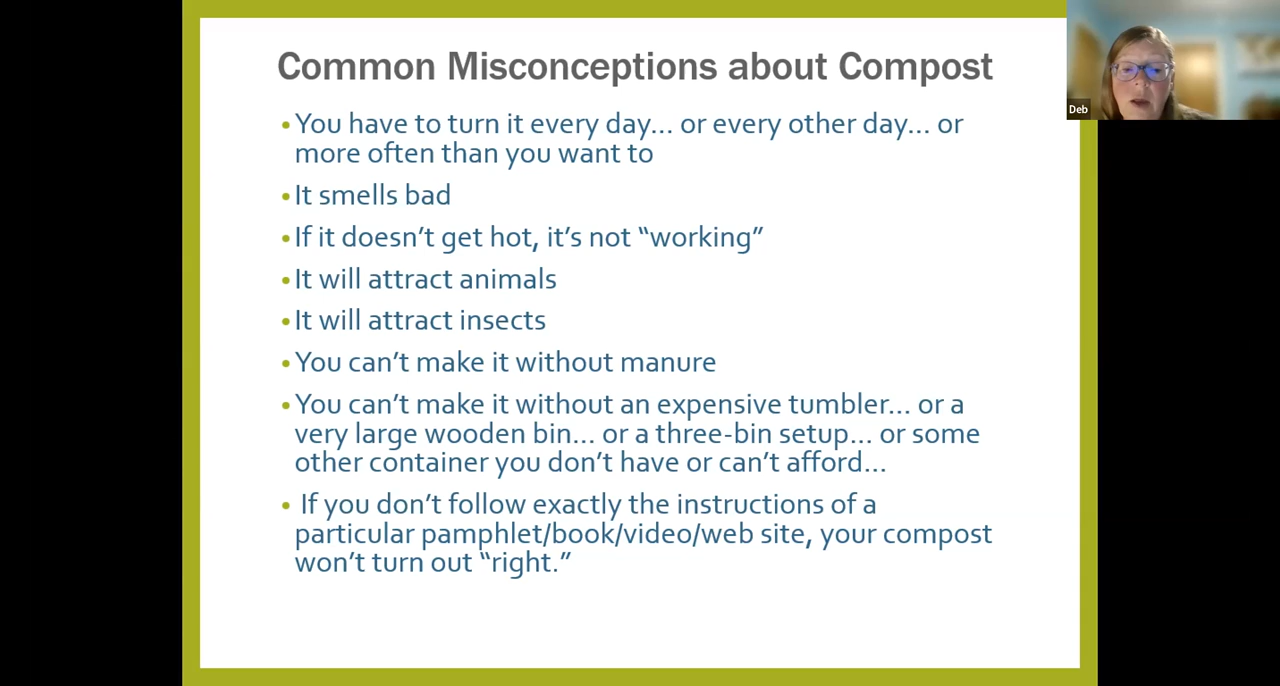 Common Misconceptions about Compost
•You have to turn it every day... or every other day... or
more often than you want to
•It smells bad
•If it doesn't get hot, it's not “working”
•It will attract animals
•It will attract insects
•You can't make it without manure
•You can't make it without an expensive tumbler... or a
very large wooden bin... or a three-bin setup... or some
other container you don't have or can't afford...
• If you don't follow exactly the instructions of a
particular pamphlet/book/video/web site, your compost
won't turn out “right.”
Deb